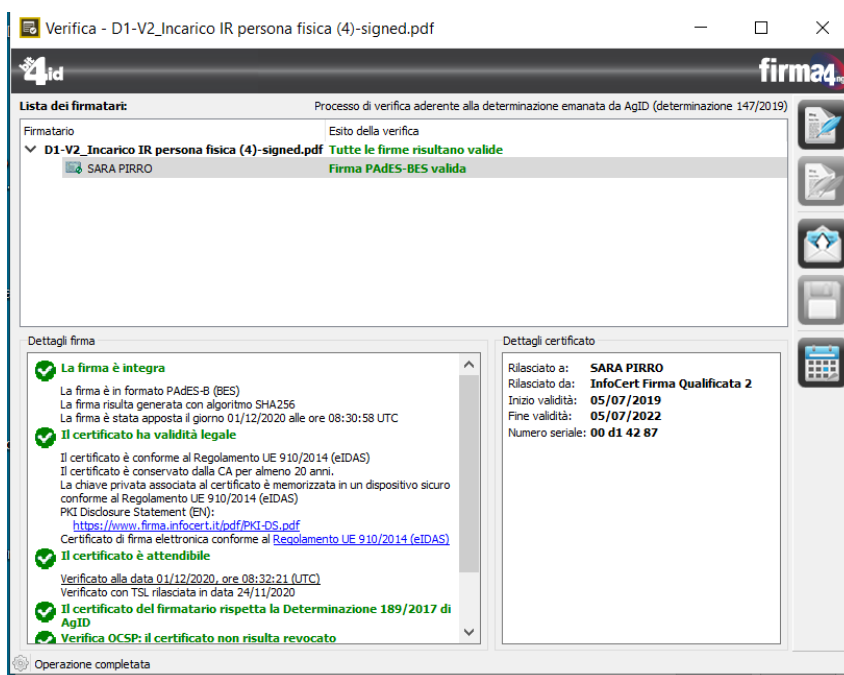 Verifica - D1-V2_Incarico IR persona fisica (4)-signed.pdf
4id
firma4.ng
Lista dei firmatari: Processo di verifica aderente alla determinazione emanata da AgID (determinazione 147/2019)
Firmatario Esito della verifica
D1-V2_Incarico IR persona fisica (4)-signed.pdf Tutte le firme risultano valide
SARA PIRRO Firma PAdES-BES valida
Dettagli firma
La firma è integra
La firma è in formato PAdES-B (BES)
La firma risulta generata con algoritmo SHA256
La firma è stata apposta il giorno 01/12/2020 alle ore 08:30:58 UTC
Il certificato ha validità legale
Il certificato è conforme al Regolamento UE 910/2014 (eIDAS)
Il certificato è conservato dalla CA per almeno 20 anni.
La chiave privata associata al certificato è memorizzata in un dispositivo sicuro
conforme al Regolamento UE 910/2014 (eIDAS)
PKI Disclosure Statement (EN):
https://www.firma.infocert.it/pdf/PKI-DS.pdf
Certificato di firma elettronica conforme al Regolamento UE 910/2014 (eIDAS)
Il certificato è attendibile
Verificato alla data 01/12/2020, ore 08:32:21 (UTC)
Verificato con TSL rilasciata in data 24/11/2020
Il certificato del firmatario rispetta la Determinazione 189/2017 di
AgID
Verifica OCSP: il certificato non risulta revocato
Dettagli certificato
Rilasciato a: SARA PIRRO
Rilasciato da: InfoCert Firma Qualificata 2
Inizio validità: 05/07/2019
Fine validità: 05/07/2022
Numero seriale: 00 d1 42 87
Operazione completata